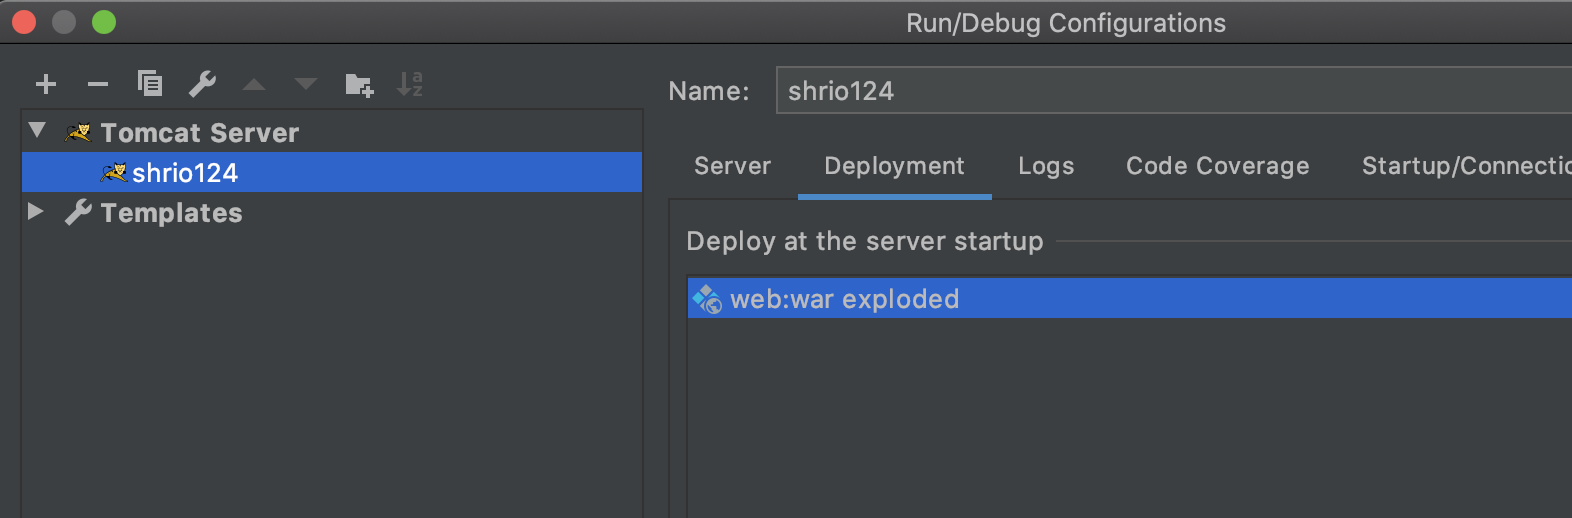 Run/Debug Configurations
Name: shrio124
Tomcat Server
shrio124
Templates
Server Deployment Logs Code Coverage Startup/Connectio
Deploy at the server startup
web:war exploded